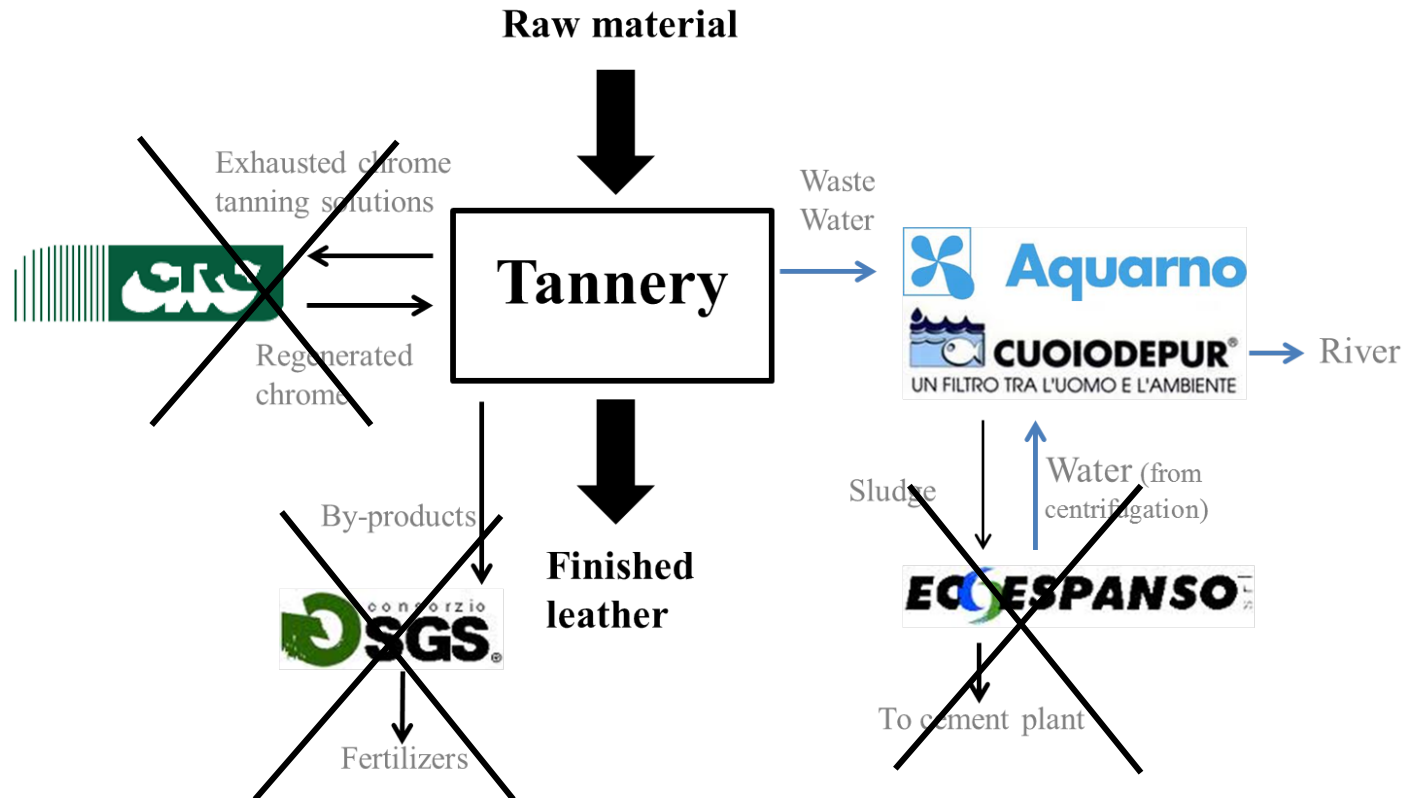 Raw material
Exhausted chrome
tanning solutions
Waste
Water
Tannery
Aquarno
CUOIODEPUR®
UN FILTRO TRA L'UOMO E L'AMBIENTE
River
Regenerated
chrome
By-products
Sludge
Water (from
centrifugation)
Finished
leather
consorzio
SGS®
ECOESPANSO
To cement plant
Fertilizers